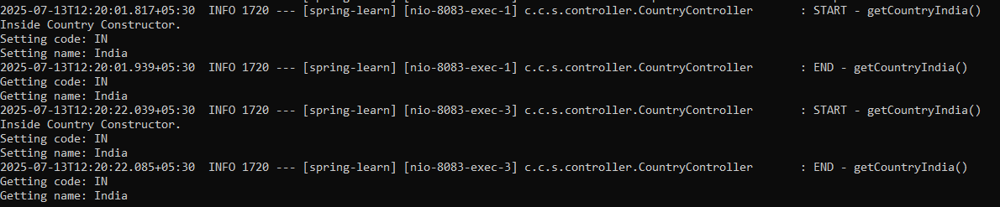 2025-07-13T12:20:01.817+05:30  INFO 1720 --- [spring-learn] [nio-8083-exec-1] c.c.s.controller.CountryController       : START - getCountryIndia()
Inside Country Constructor.
Setting code: IN
Setting name: India
2025-07-13T12:20:01.939+05:30  INFO 1720 --- [spring-learn] [nio-8083-exec-1] c.c.s.controller.CountryController       : END - getCountryIndia()
Getting code: IN
Getting name: India
2025-07-13T12:20:22.039+05:30  INFO 1720 --- [spring-learn] [nio-8083-exec-3] c.c.s.controller.CountryController       : START - getCountryIndia()
Inside Country Constructor.
Setting code: IN
Setting name: India
2025-07-13T12:20:22.085+05:30  INFO 1720 --- [spring-learn] [nio-8083-exec-3] c.c.s.controller.CountryController       : END - getCountryIndia()
Getting code: IN
Getting name: India